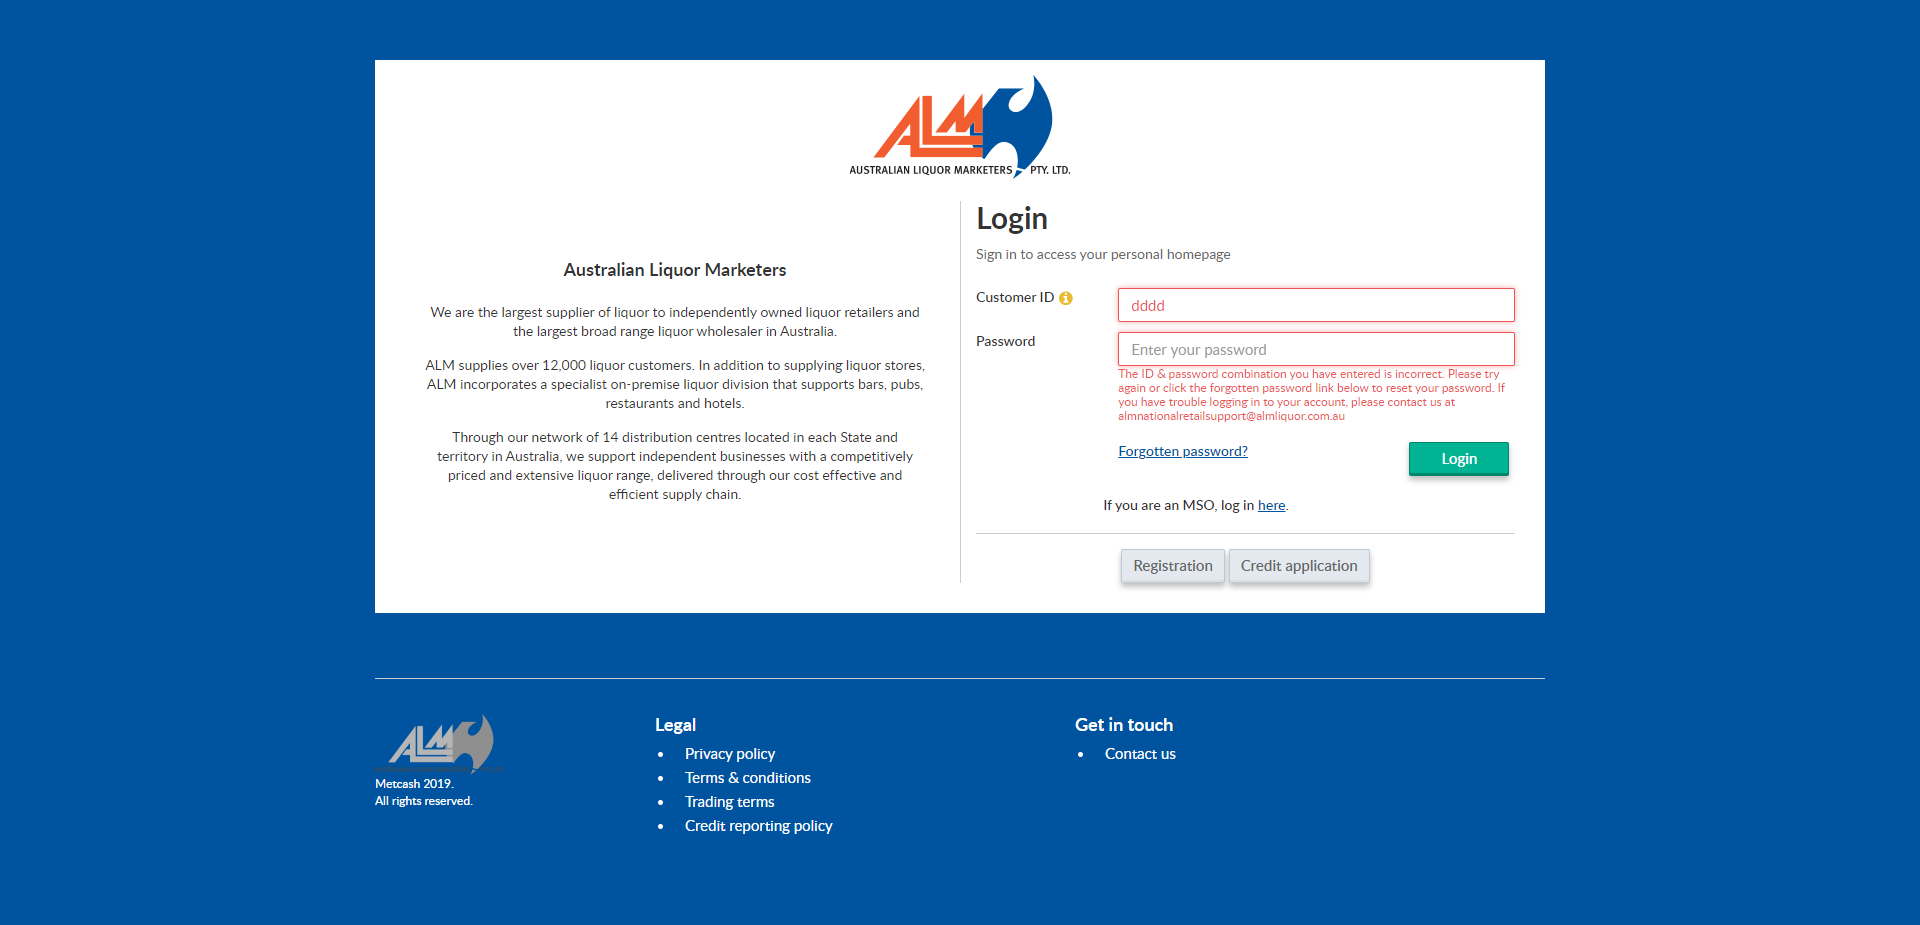 ALM
AUSTRALIAN LIQUOR MARKETERS PTY. LTD.
Australian Liquor Marketers
We are the largest supplier of liquor to independently owned liquor retailers and
the largest broad range liquor wholesaler in Australia.
ALM supplies over 12,000 liquor customers. In addition to supplying liquor stores,
ALM incorporates a specialist on-premise liquor division that supports bars, pubs,
restaurants and hotels.
Through our network of 14 distribution centres located in each State and
territory in Australia, we support independent businesses with a competitively
priced and extensive liquor range, delivered through our cost effective and
efficient supply chain.
Login
Sign in to access your personal homepage
Customer ID
dddd
Password
Enter your password
The ID & password combination you have entered is incorrect. Please try
again or click the forgotten password link below to reset your password. If
you have trouble logging in to your account, please contact us at
almnationalretailsupport@almliquor.com.au
Forgotten password?
Login
If you are an MSO, log in here.
Registration
Credit application
ALM
Metcash 2019.
All rights reserved.
Legal
• Privacy policy
• Terms & conditions
• Trading terms
• Credit reporting policy
Get in touch
• Contact us